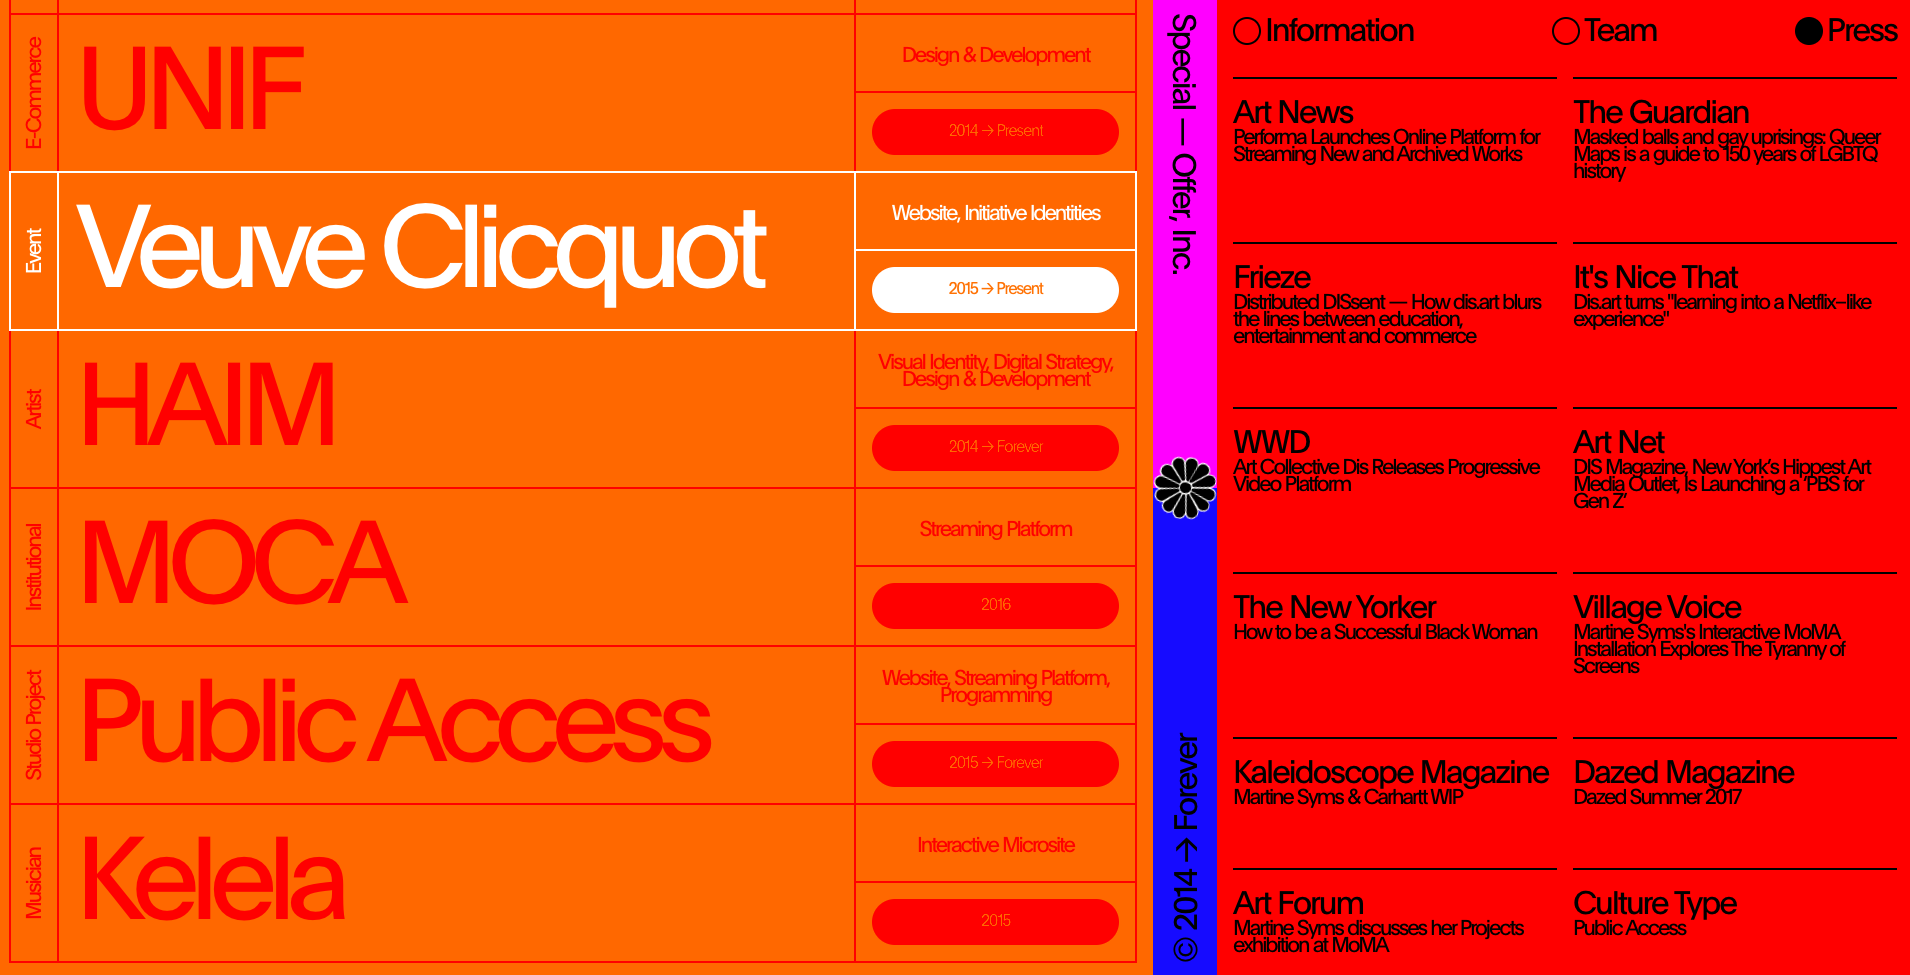 E-Commerce
UNIF
Design & Development
2014 → Present
Event
Veuve Clicquot
Website, Initiative Identities
2015 → Present
Artist
HAIM
Visual Identity, Digital Strategy,
Design & Development
2014 → Forever
Institutional
MOCA
Streaming Platform
2016
Studio Project
Public Access
Website, Streaming Platform,
Programming
2015 → Forever
Musician
Kelela
Interactive Microsite
2015
Special — Offer, Inc.
© 2014 → Forever
Information
Team
Press
Art News
Performa Launches Online Platform for
Streaming New and Archived Works
The Guardian
Masked balls and gay uprisings: Queer
Maps is a guide to 150 years of LGBTQ
history
Frieze
Distributed DISsent — How dis.art blurs
the lines between education,
entertainment and commerce
It's Nice That
Dis.art turns "learning into a Netflix–like
experience"
WWD
Art Collective Dis Releases Progressive
Video Platform
Art Net
DIS Magazine, New York’s Hippest Art
Media Outlet, Is Launching a ‘PBS for
Gen Z’
The New Yorker
How to be a Successful Black Woman
Village Voice
Martine Syms's Interactive MoMA
Installation Explores The Tyranny of
Screens
Kaleidoscope Magazine
Martine Syms & Carhartt WIP
Dazed Magazine
Dazed Summer 2017
Art Forum
Martine Syms discusses her Projects
exhibition at MoMA
Culture Type
Public Access